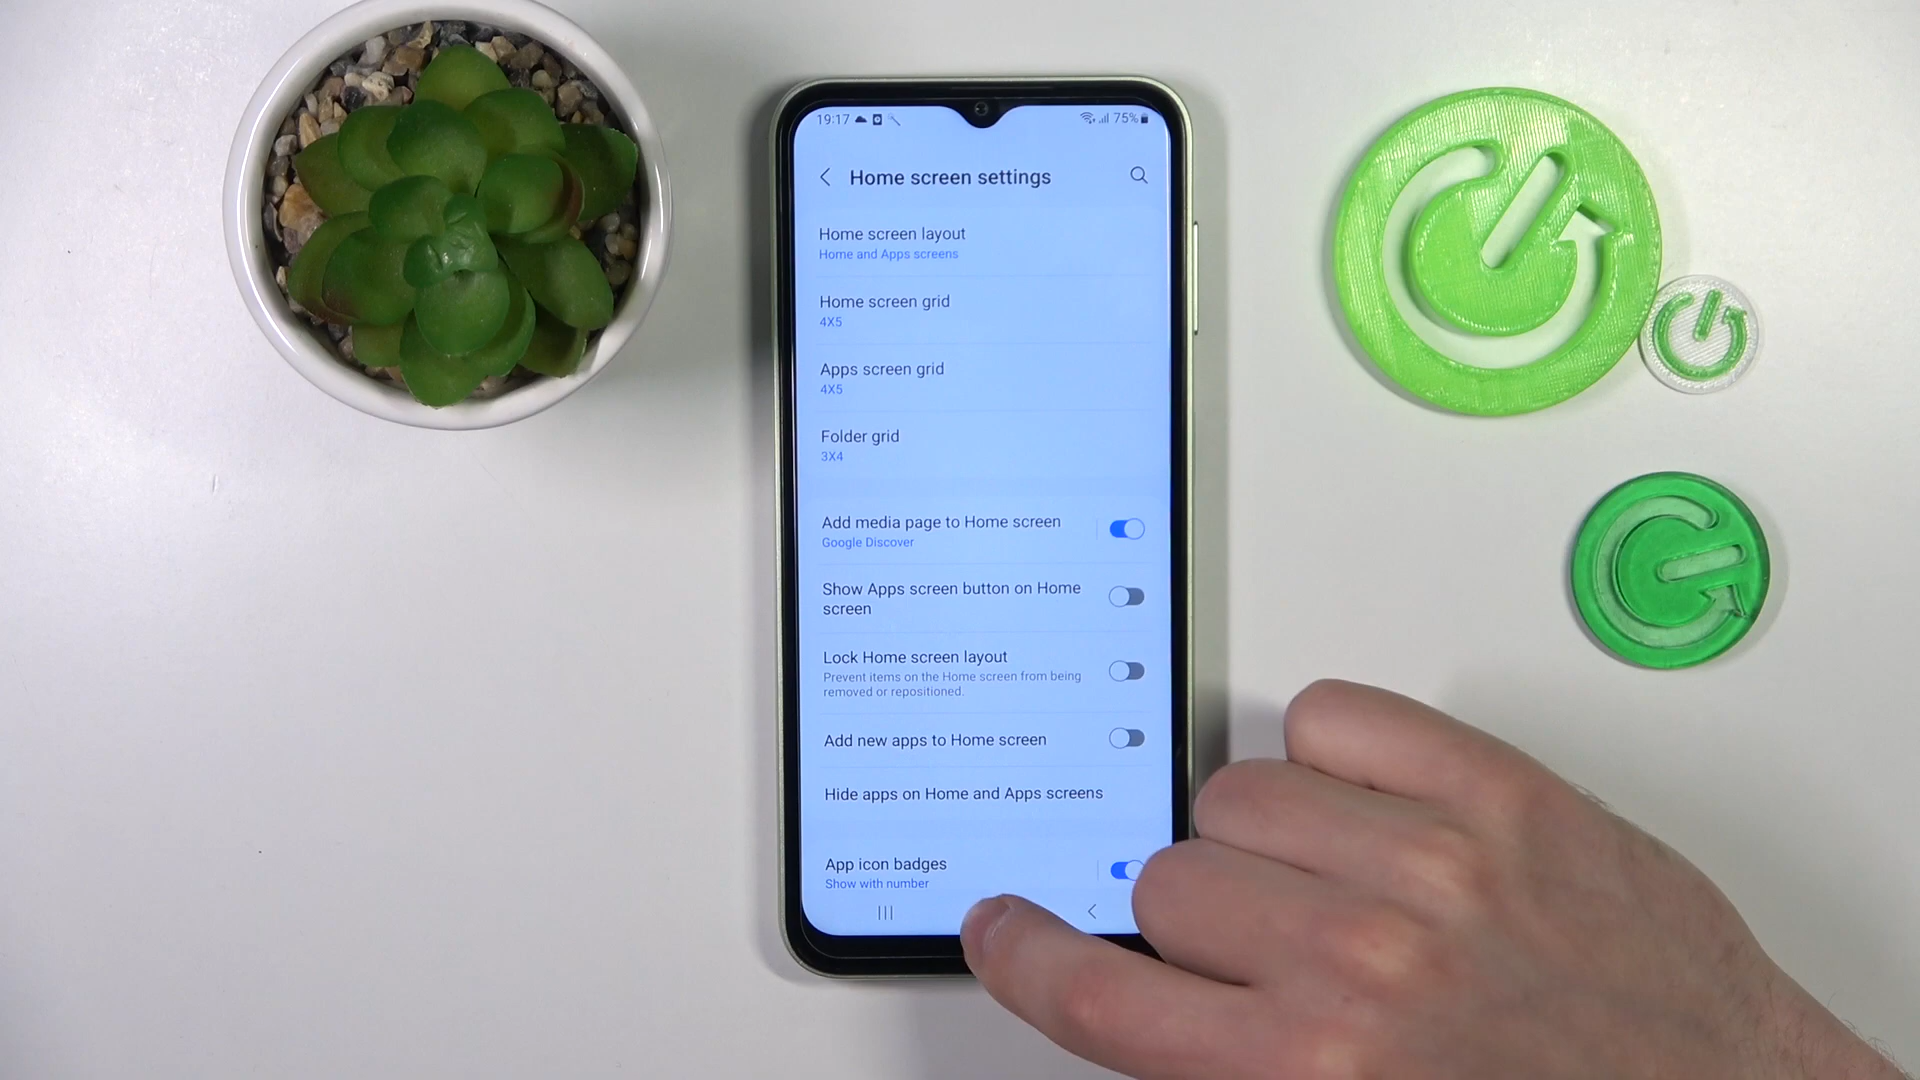 19:17 75%
Home screen settings
Home screen layout
Home and Apps screens
Home screen grid
4X5
Apps screen grid
4X5
Folder grid
3X4
Add media page to Home screen
Google Discover
Show Apps screen button on Home
screen
Lock Home screen layout
Prevent items on the Home screen from being
removed or repositioned.
Add new apps to Home screen
Hide apps on Home and Apps screens
App icon badges
Show with number